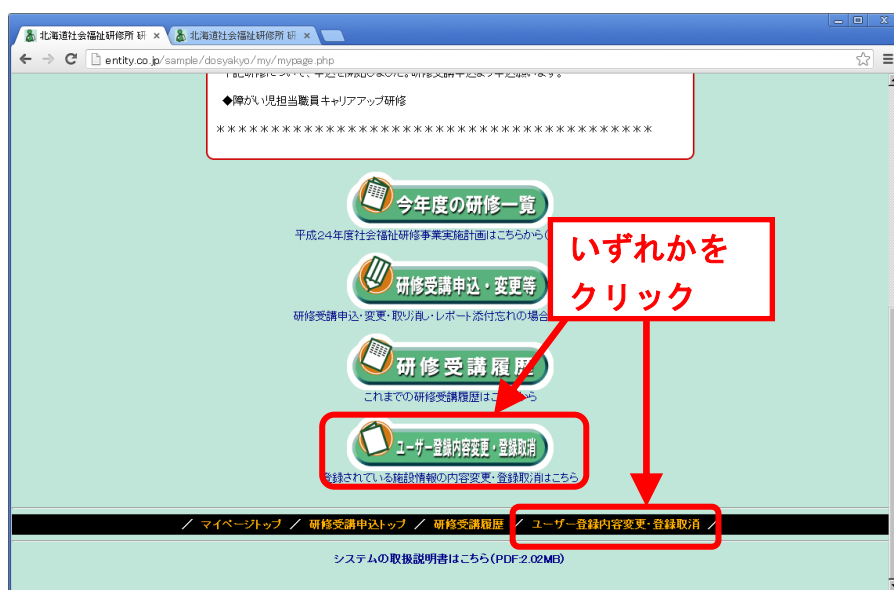 北海道社会福祉研修所 研
北海道社会福祉研修所 研
entity.co.jp/sample/dosyakyo/my/mypage.php
◆障がい児担当職員キャリアアップ研修
****************************************
今年度の研修一覧
平成24年度社会福祉研修事業実施計画はこちらから
いずれかを
クリック
研修受講申込・変更等
研修受講申込・変更・取り消し・レポート添付忘れの場合
研修受講履歴
これまでの研修受講履歴はこ から
ユーザー登録内容変更・登録取消
登録されている施設情報の内容変更・登録取消はこちら
/ マイページトップ / 研修受講申込トップ / 研修受講履歴 / ユーザー登録内容変更・登録取消 /
システムの取扱説明書はこちら(PDF:2.02MB)